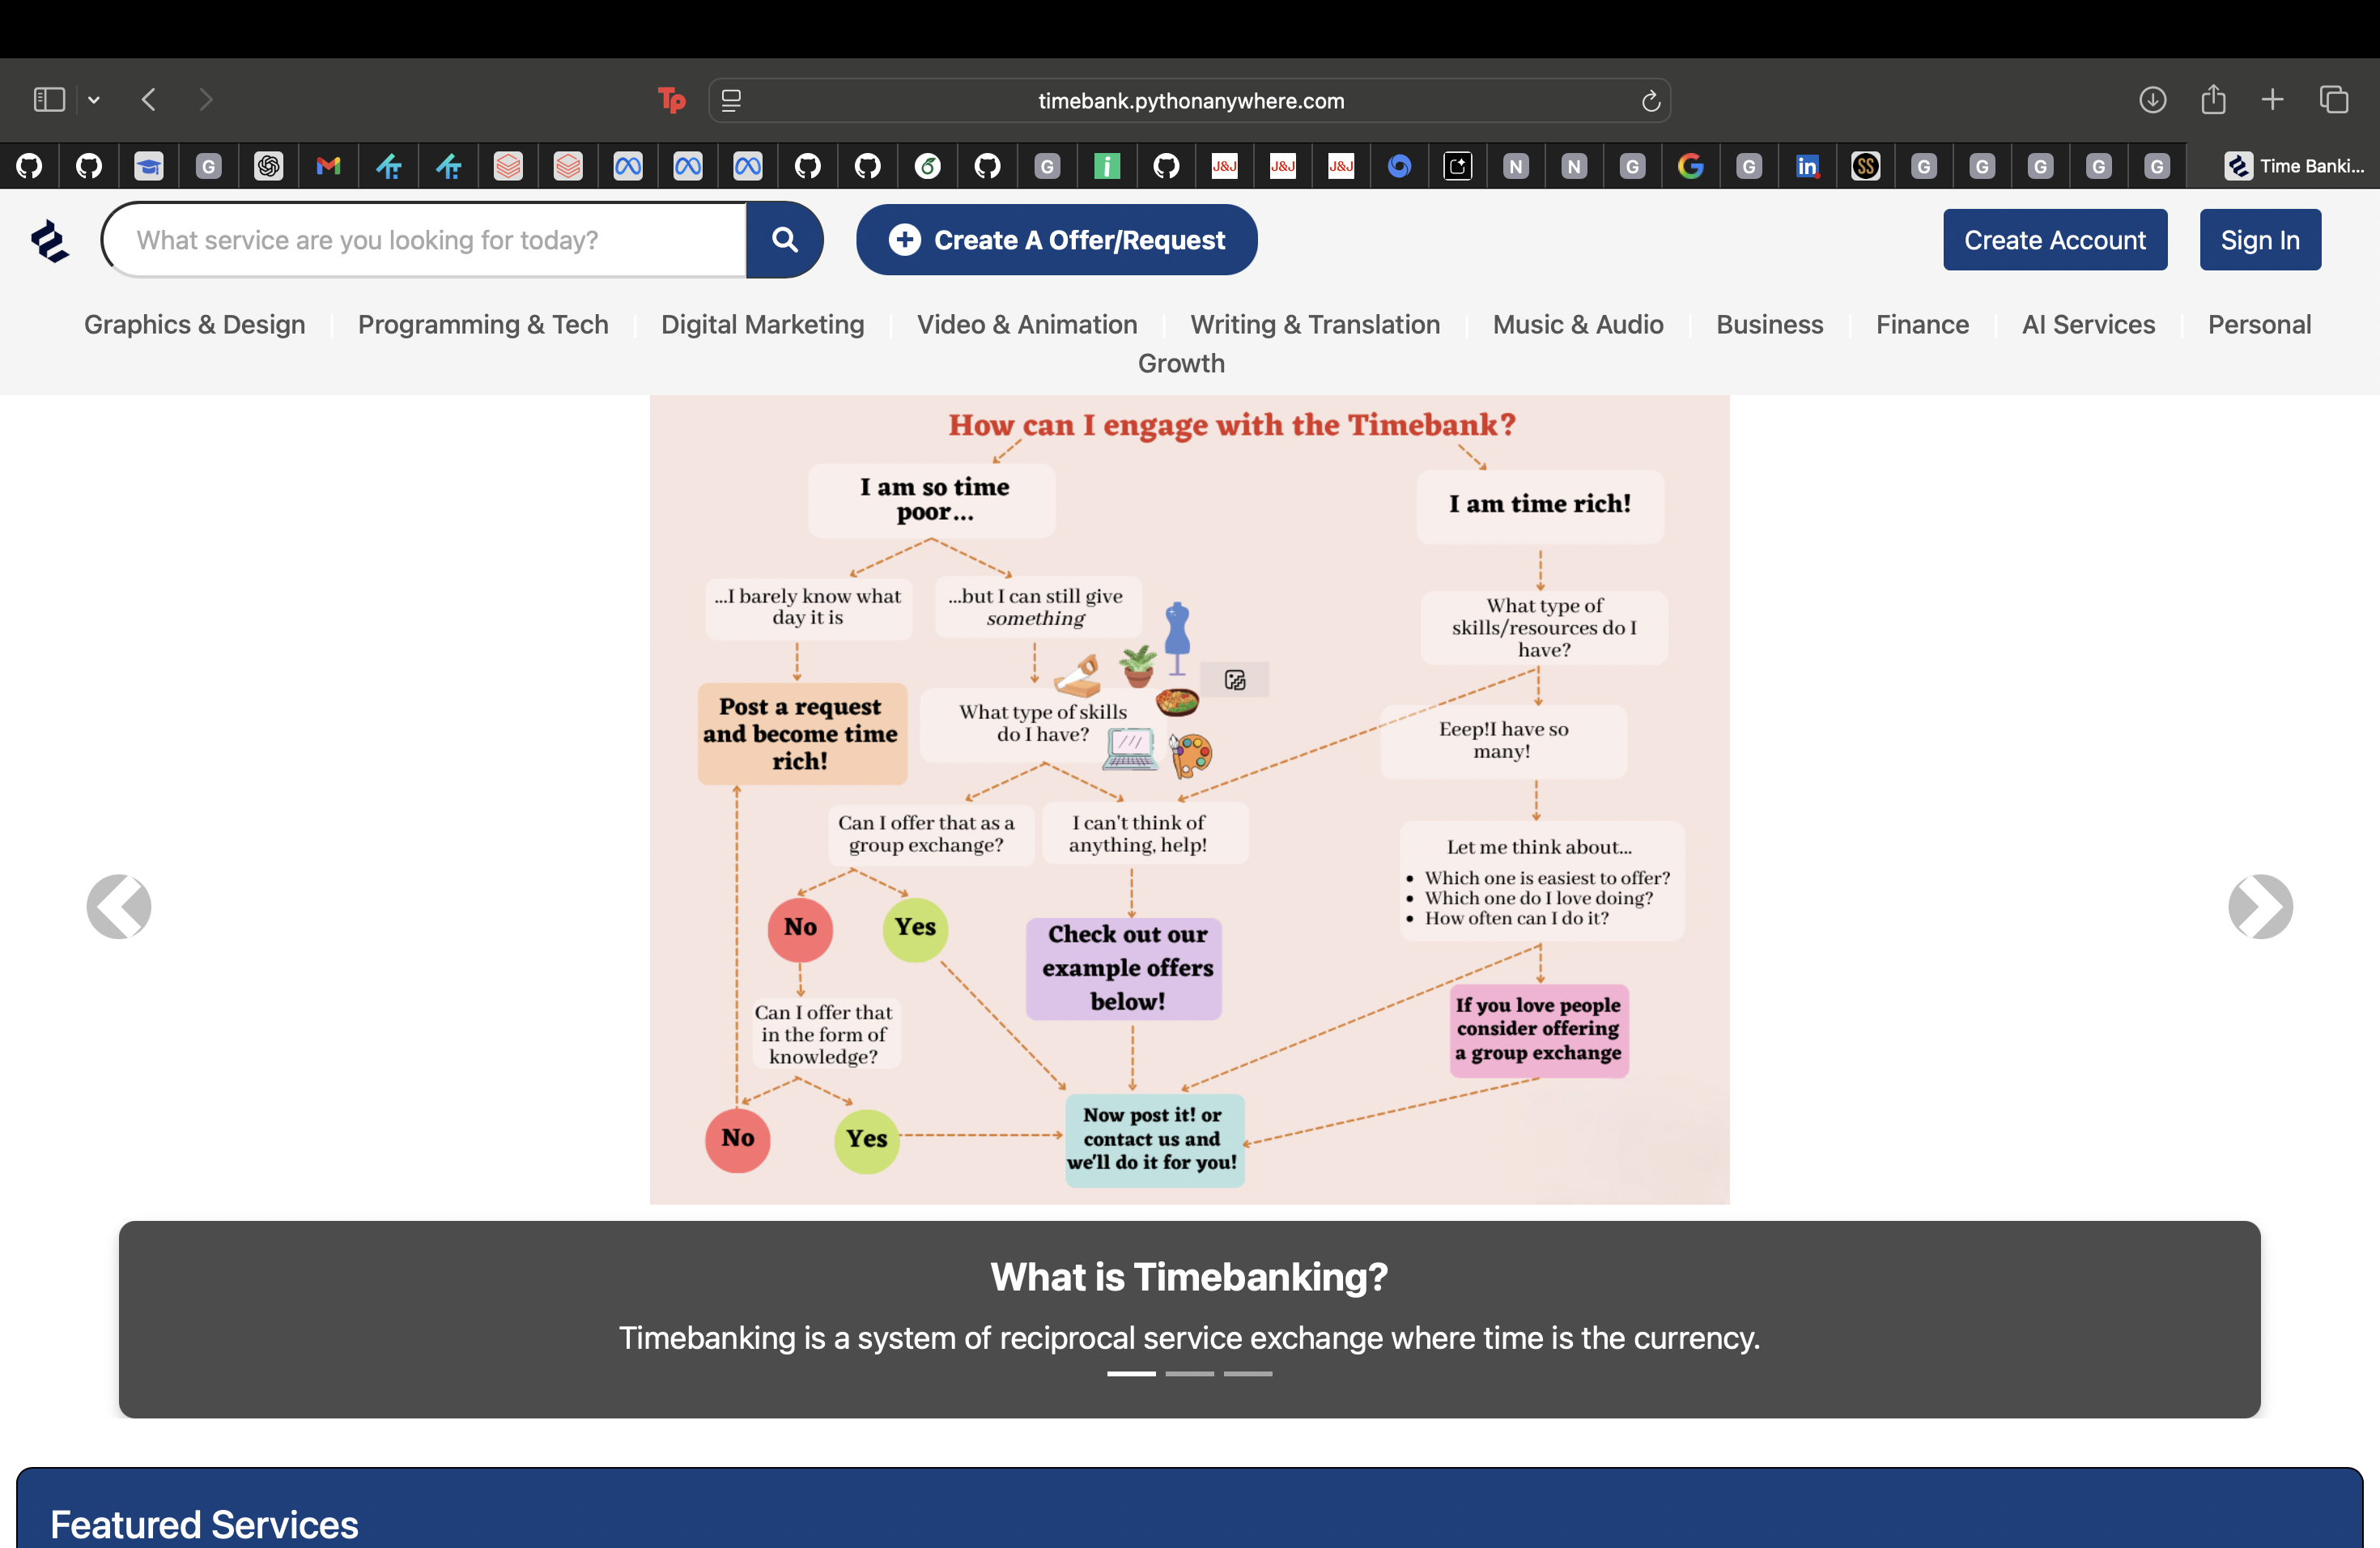 Tp
timebank.pythonanywhere.com
G
G
i
J&J
J&J
J&J
N
N
G
G
G
in
SS
G
G
G
G
G
Time Banki...
What service are you looking for today?
Create A Offer/Request
Create Account
Sign In
Graphics & Design
Programming & Tech
Digital Marketing
Video & Animation
Writing & Translation
Music & Audio
Business
Finance
AI Services
Personal
Growth
How can I engage with the Timebank?
I am so time
poor...
I am time rich!
...I barely know what
day it is
...but I can still give
something
What type of
skills/resources do I
have?
Post a request
and become time
rich!
What type of skills
do I have?
Eeep!I have so
many!
Can I offer that as a
group exchange?
I can't think of
anything, help!
Let me think about...
• Which one is easiest to offer?
• Which one do I love doing?
• How often can I do it?
No
Yes
Check out our
example offers
below!
Can I offer that
in the form of
knowledge?
If you love people
consider offering
a group exchange
No
Yes
Now post it! or
contact us and
we'll do it for you!
What is Timebanking?
Timebanking is a system of reciprocal service exchange where time is the currency.
Featured Services